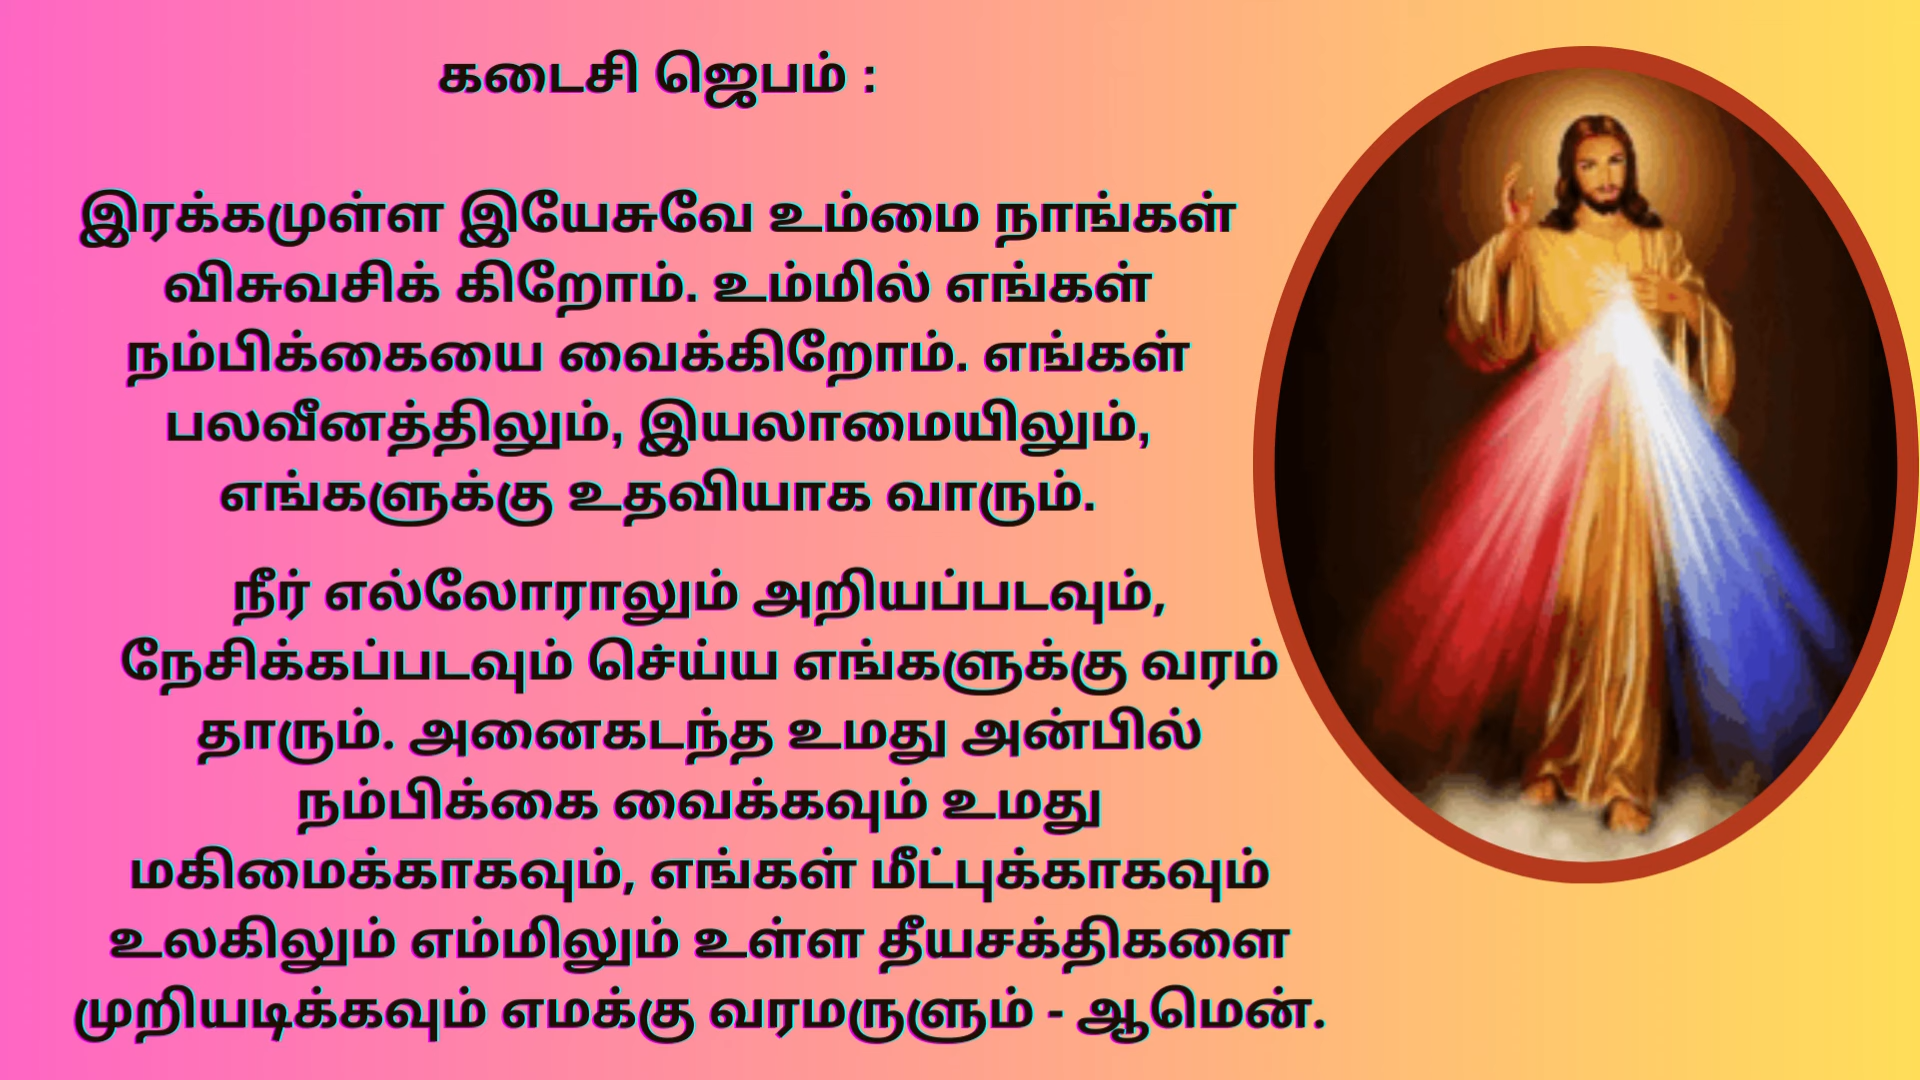 கடைசி ஜெபம் :
இரக்கமுள்ள இயேசுவே உம்மை நாங்கள்
விசுவசிக் கிறோம். உம்மில் எங்கள்
நம்பிக்கையை வைக்கிறோம். எங்கள்
பலவீனத்திலும், இயலாமையிலும்,
எங்களுக்கு உதவியாக வாரும்.
நீர் எல்லோராலும் அறியப்படவும்,
நேசிக்கப்படவும் செ்ய்ய எங்களுக்கு வரம்
தாரும். அனைகடந்த உமது அன்பில்
நம்பிக்கை வைக்கவும் உமது
மகிமைக்காகவும், எங்கள் மீட்புக்காகவும்
உலகிலும் எம்மிலும் உள்ள தீயசக்திகளை
முறியடிக்கவும் எமக்கு வரமருளும் - ஆமென்.